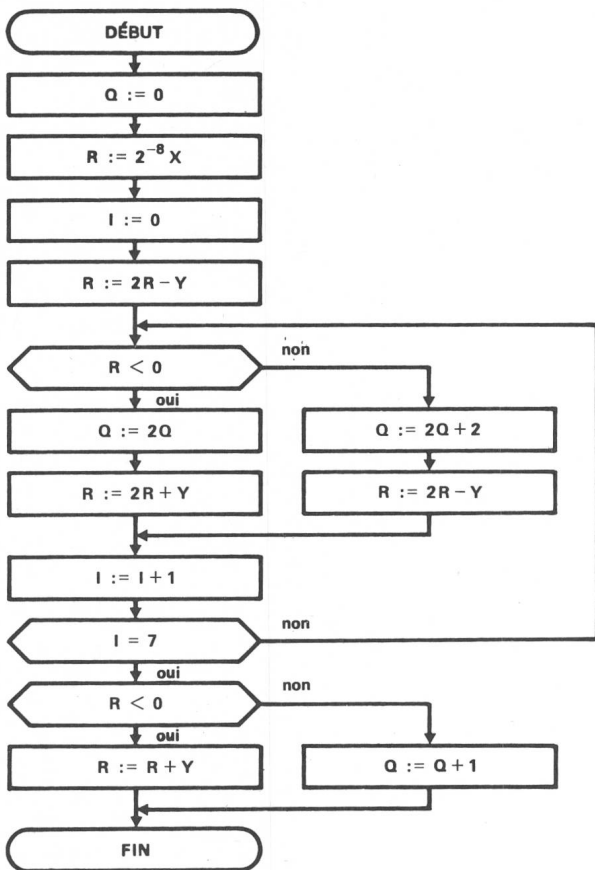 DÉBUT
Q := 0
R := 2⁻⁸ X
I := 0
R := 2R − Y
R < 0
non
oui
Q := 2Q
Q := 2Q + 2
R := 2R + Y
R := 2R − Y
I := I + 1
I = 7
non
oui
R < 0
non
oui
R := R + Y
Q := Q + 1
FIN